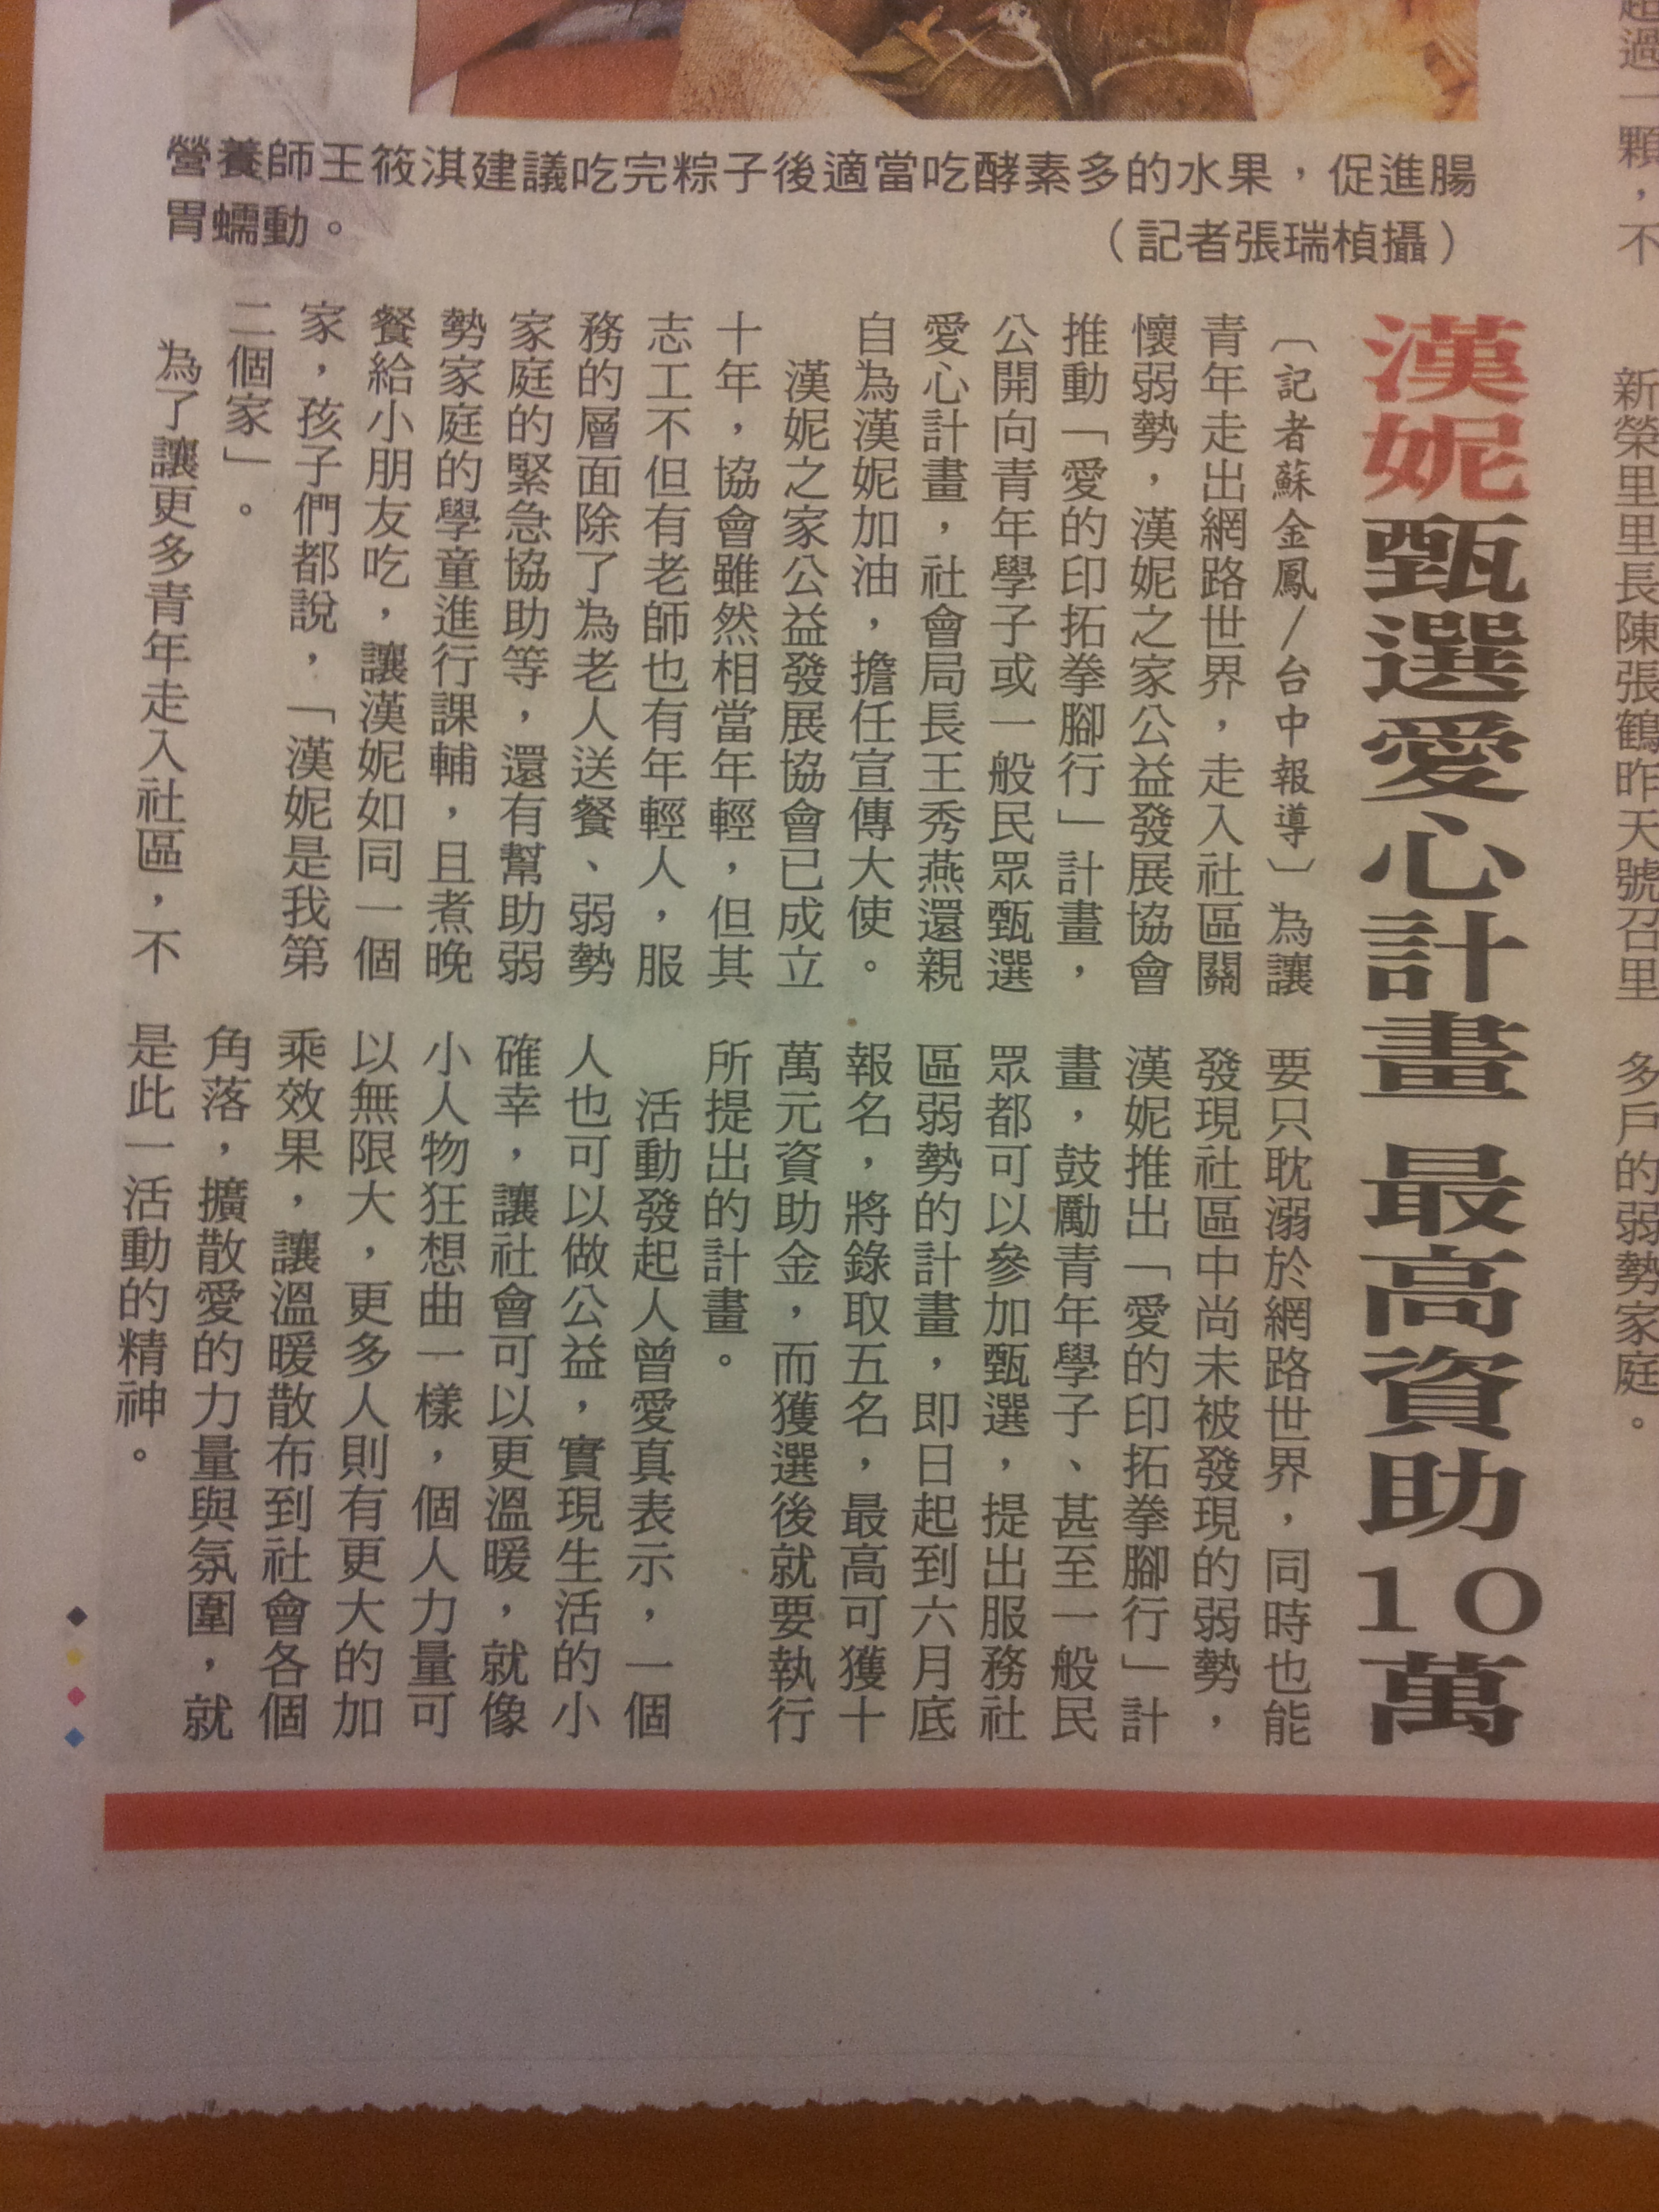 營養師王筱淇建議吃完粽子後適當吃酵素多的水果，促進腸
胃蠕動。（記者張瑞楨攝）
漢妮甄選愛心計畫 最高資助10萬
〔記者蘇金鳳／台中報導〕為讓
青年走出網路世界，走入社區關
懷弱勢，漢妮之家公益發展協會
推動「愛的印拓拳腳行」計畫，
公開向青年學子或一般民眾甄選
愛心計畫，社會局長王秀燕還親
自為漢妮加油，擔任宣傳大使。
漢妮之家公益發展協會已成立
十年，協會雖然相當年輕，但其
志工不但有老師也有年輕人，服
務的層面除了為老人送餐、弱勢
家庭的緊急協助等，還有幫助弱
勢家庭的學童進行課輔，且煮晚
餐給小朋友吃，讓漢妮如同一個
家，孩子們都說，「漢妮是我第
二個家」。
為了讓更多青年走入社區，不
要只耽溺於網路世界，同時也能
發現社區中尚未被發現的弱勢，
漢妮推出「愛的印拓拳腳行」計
畫，鼓勵青年學子、甚至一般民
眾都可以參加甄選，提出服務社
區弱勢的計畫，即日起到六月底
報名，將錄取五名，最高可獲十
萬元資助金，而獲選後就要執行
所提出的計畫。
活動發起人曾愛真表示，一個
人也可以做公益，實現生活的小
確幸，讓社會可以更溫暖，就像
小人物狂想曲一樣，個人力量可
以無限大，更多人則有更大的加
乘效果，讓溫暖散布到社會各個
角落，擴散愛的力量與氛圍，就
是此一活動的精神。
過一顆，不
新榮里里長陳張鶴昨天號召里
多戶的弱勢家庭。